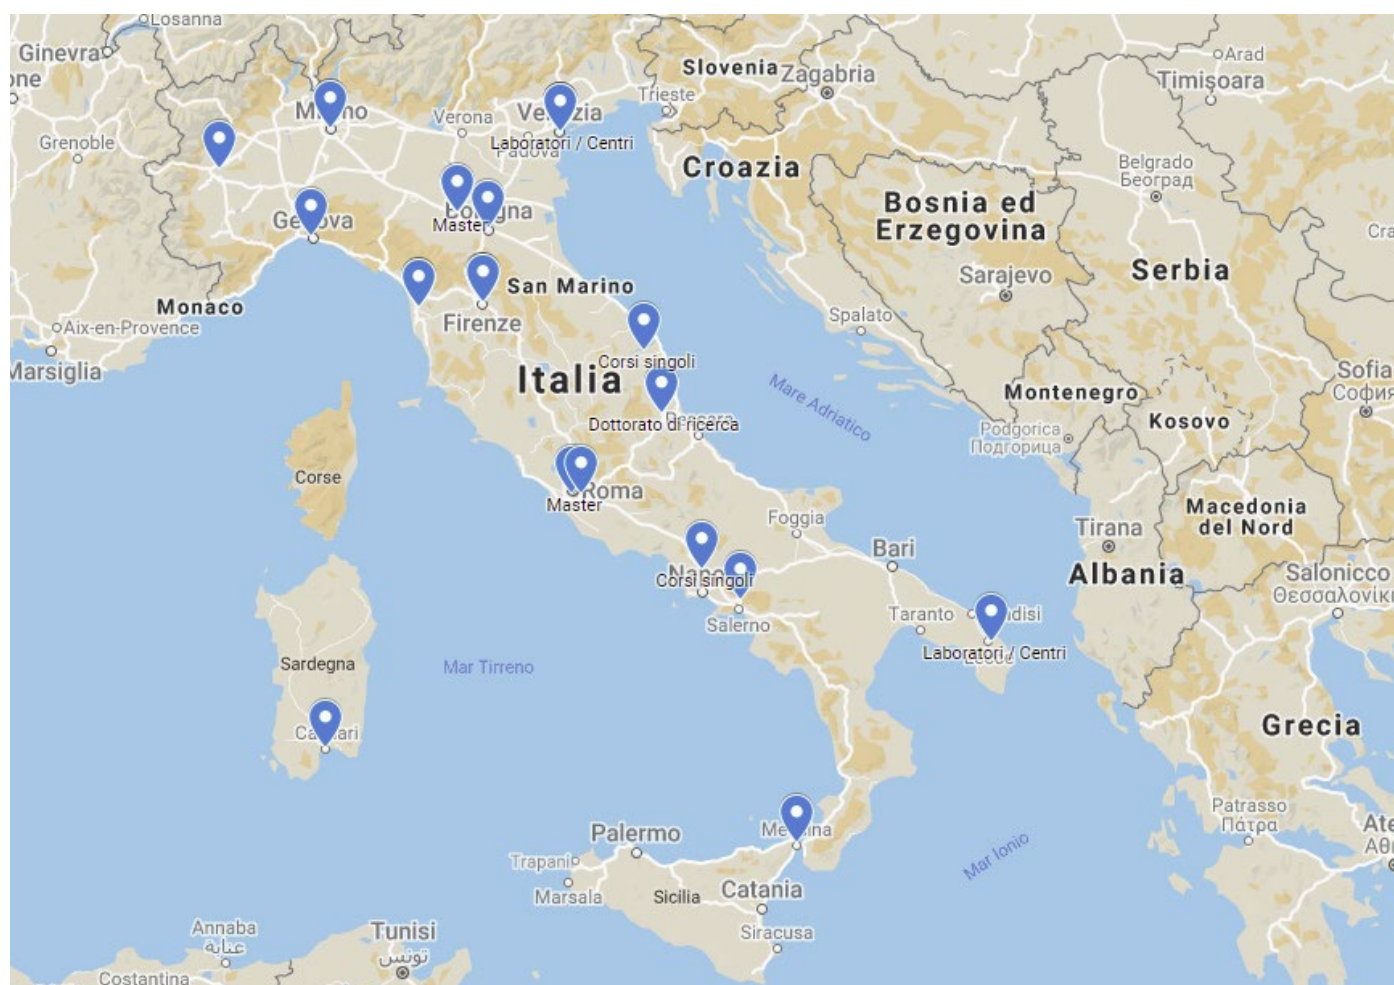 Losanna
Ginevra
one
Slovenia
Zagabria
Arad
Timișoara
Trieste
Verona
Grenoble
Laboratori / Centri
Padova
Croazia
Belgrado
Београд
Bosnia ed
Erzegovina
Master
Serbia
Sarajevo
San Marino
Monaco
Firenze
Aix-en-Provence
Marsiglia
Spalato
Corsi singoli
Italia
Mare Adriatico
Montenegro
Sofia
София
Kosovo
Dottorato di ricerca
Podgorica
Подгорица
Corse
Roma
Master
Foggia
Macedonia
del Nord
Tirana
Bari
Albania
Salonicco
Θεσσαλονίκη
Corsi singoli
Salerno
Taranto
Laboratori / Centri
Sardegna
Mar Tirreno
Grecia
Patrasso
Πάτρα
Palermo
Trapani
Marsala
Sicilia
Catania
Siracusa
Mar Ionio
Annaba
عنابة
Tunisi
تونس
Costantina